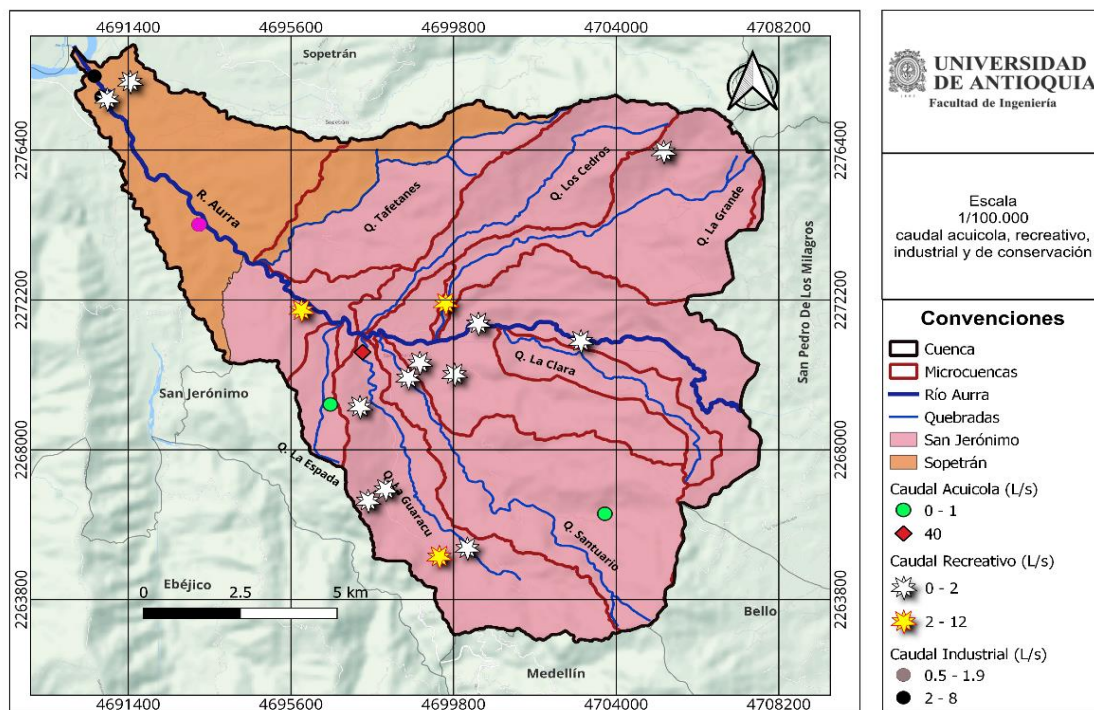 4691400 4695600 4699800 4704000 4708200
Sopetrán
Sopetrán
2276400 2276400
R. Aurra
Q. Tafetanes
Q. Los Cedros
Q. La Grande
San Pedro De Los Milagros
2272200 2272200
Q. La Clara
San Jerónimo
2268000 2268000
Q. La Espada
Q. La Guaracu
Q. Santuario
Ebéjico
0 2.5 5 km
2263800 2263800
Bello
Medellín
4691400 4695600 4699800 4704000 4708200
UNIVERSIDAD
DE ANTIOQUIA
1803
Facultad de Ingeniería
Escala
1/100.000
caudal acuicola, recreativo,
industrial y de conservación
Convenciones
Cuenca
Microcuencas
Río Aurra
Quebradas
San Jerónimo
Sopetrán
Caudal Acuicola (L/s)
0 - 1
40
Caudal Recreativo (L/s)
0 - 2
2 - 12
Caudal Industrial (L/s)
0.5 - 1.9
2 - 8